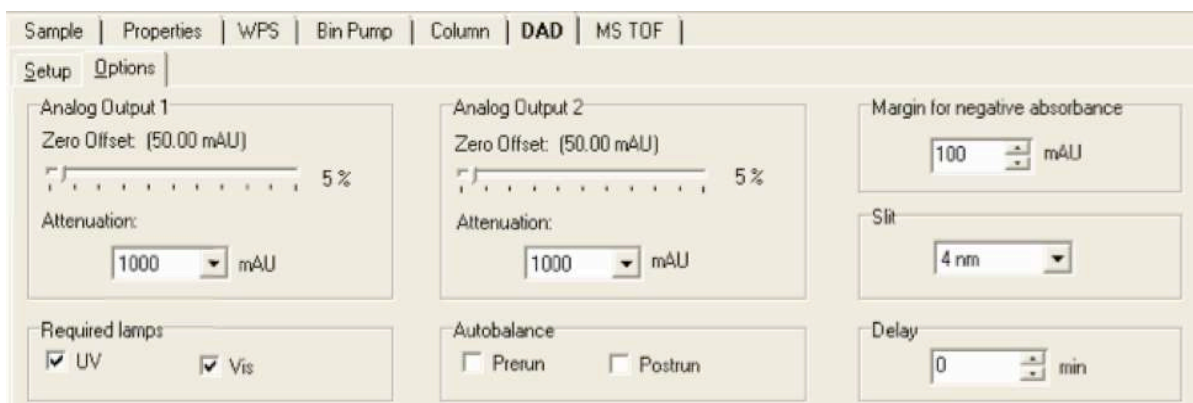 Sample Properties WPS Bin Pump Column DAD MS TOF
Setup Options
Analog Output 1
Zero Offset: (50.00 mAU)
5 %
Attenuation:
1000 mAU
Analog Output 2
Zero Offset: (50.00 mAU)
5 %
Attenuation:
1000 mAU
Margin for negative absorbance
100 mAU
Slit
4 nm
Required lamps
UV Vis
Autobalance
Prerun Postrun
Delay
0 min